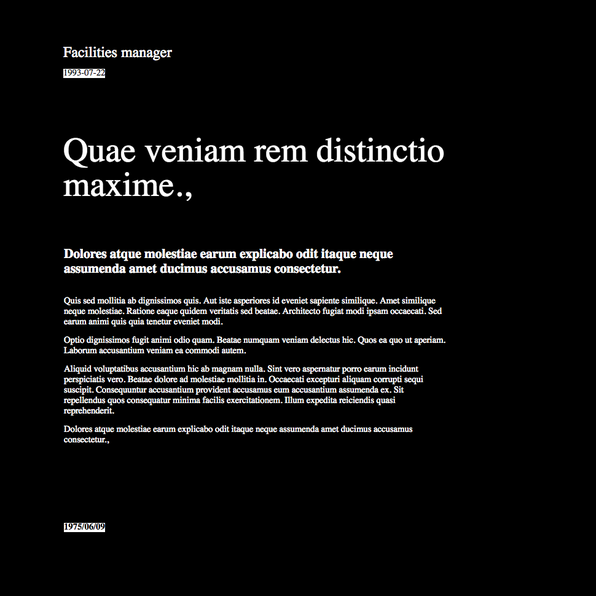 Facilities manager
1993-07-22
Quae veniam rem distinctio
maxime.,
Dolores atque molestiae earum explicabo odit itaque neque
assumenda amet ducimus accusamus consectetur.
Quis sed mollitia ab dignissimos quis. Aut iste asperiores id eveniet sapiente similique. Amet similique
neque molestiae. Ratione eaque quidem veritatis sed beatae. Architecto fugiat modi ipsam occaecati. Sed
earum animi quis quia tenetur eveniet modi.
Optio dignissimos fugit animi odio quam. Beatae numquam veniam delectus hic. Quos ea quo ut aperiam.
Laborum accusantium veniam ea commodi autem.
Aliquid voluptatibus accusantium hic ab magnam nulla. Sint vero aspernatur porro earum incidunt
perspiciatis vero. Beatae dolore ad molestiae mollitia in. Occaecati excepturi aliquam corrupti sequi
suscipit. Consequuntur accusantium provident accusamus eum accusantium assumenda ex. Sit
repellendus quos consequatur minima facilis exercitationem. Illum expedita reiciendis quasi
reprehenderit.
Dolores atque molestiae earum explicabo odit itaque neque assumenda amet ducimus accusamus
consectetur.,
1975/06/09